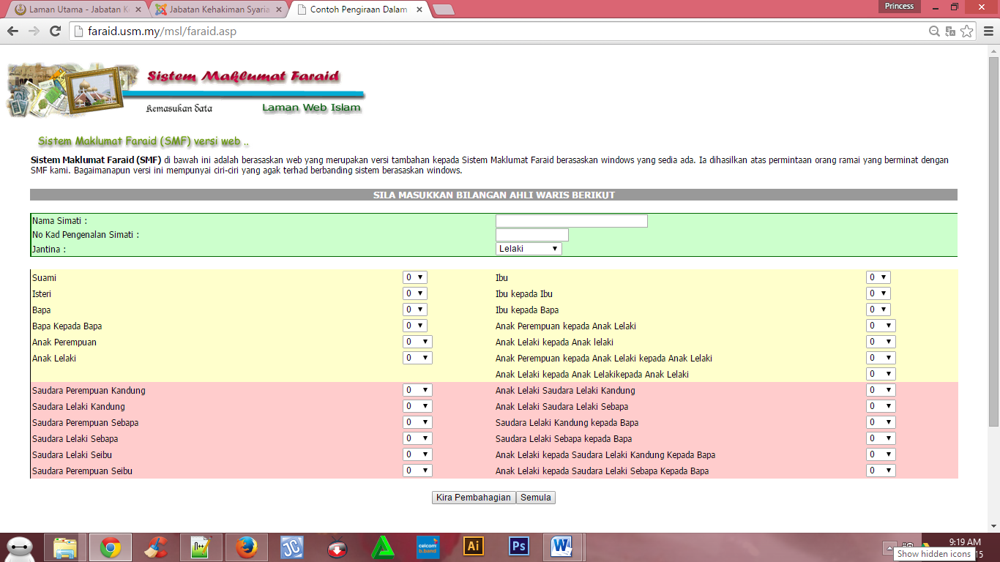 Laman Utama - Jabatan K
Jabatan Kehakiman Syaria
Contoh Pengiraan Dalam
Princess
faraid.usm.my/msl/faraid.asp
Sistem Maklumat Faraid
Kemasukan data
Laman Web Islam
Sistem Maklumat Faraid (SMF) versi web ..
Sistem Maklumat Faraid (SMF) di bawah ini adalah berasaskan web yang merupakan versi tambahan kepada Sistem Maklumat Faraid berasaskan windows yang sedia ada. Ia dihasilkan atas permintaan orang ramai yang berminat dengan
SMF kami. Bagaimanapun versi ini mempunyai ciri-ciri yang agak terhad berbanding sistem berasaskan windows.
SILA MASUKKAN BILANGAN AHLI WARIS BERIKUT
Nama Simati :
No Kad Pengenalan Simati :
Jantina : Lelaki
Suami 0 Ibu 0
Isteri 0 Ibu kepada Ibu 0
Bapa 0 Ibu kepada Bapa 0
Bapa Kepada Bapa 0 Anak Perempuan kepada Anak Lelaki 0
Anak Perempuan 0 Anak Lelaki kepada Anak lelaki 0
Anak Lelaki 0 Anak Perempuan kepada Anak Lelaki kepada Anak Lelaki 0
Anak Lelaki kepada Anak Lelakikepada Anak Lelaki 0
Saudara Perempuan Kandung 0 Anak Lelaki Saudara Lelaki Kandung 0
Saudara Lelaki Kandung 0 Anak Lelaki Saudara Lelaki Sebapa 0
Saudara Perempuan Sebapa 0 Saudara Lelaki Kandung kepada Bapa 0
Saudara Lelaki Sebapa 0 Saudara Lelaki Sebapa kepada Bapa 0
Saudara Lelaki Seibu 0 Anak Lelaki kepada Saudara Lelaki Kandung Kepada Bapa 0
Saudara Perempuan Seibu 0 Anak Lelaki kepada Saudara Lelaki Sebapa Kepada Bapa 0
Kira Pembahagian Semula
JC
celcom
b.band
Ai
Ps
W
9:19 AM
15
Show hidden icons